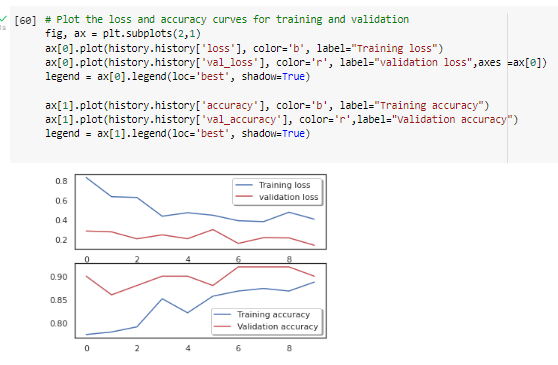 [60] # Plot the loss and accuracy curves for training and validation
fig, ax = plt.subplots(2,1)
ax[0].plot(history.history['loss'], color='b', label="Training loss")
ax[0].plot(history.history['val_loss'], color='r', label="validation loss",axes =ax[0])
legend = ax[0].legend(loc='best', shadow=True)
ax[1].plot(history.history['accuracy'], color='b', label="Training accuracy")
ax[1].plot(history.history['val_accuracy'], color='r',label="Validation accuracy")
legend = ax[1].legend(loc='best', shadow=True)
0.8
0.6
0.4
0.2
Training loss
validation loss
0 2 4 6 8
0.90
0.85
0.80
Training accuracy
Validation accuracy
0 2 4 6 8